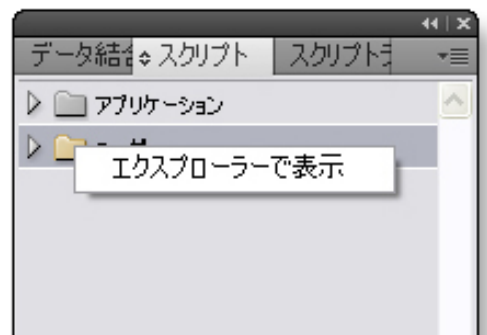 データ結合 スクリプト スクリプトラ
アプリケーション
エクスプローラーで表示